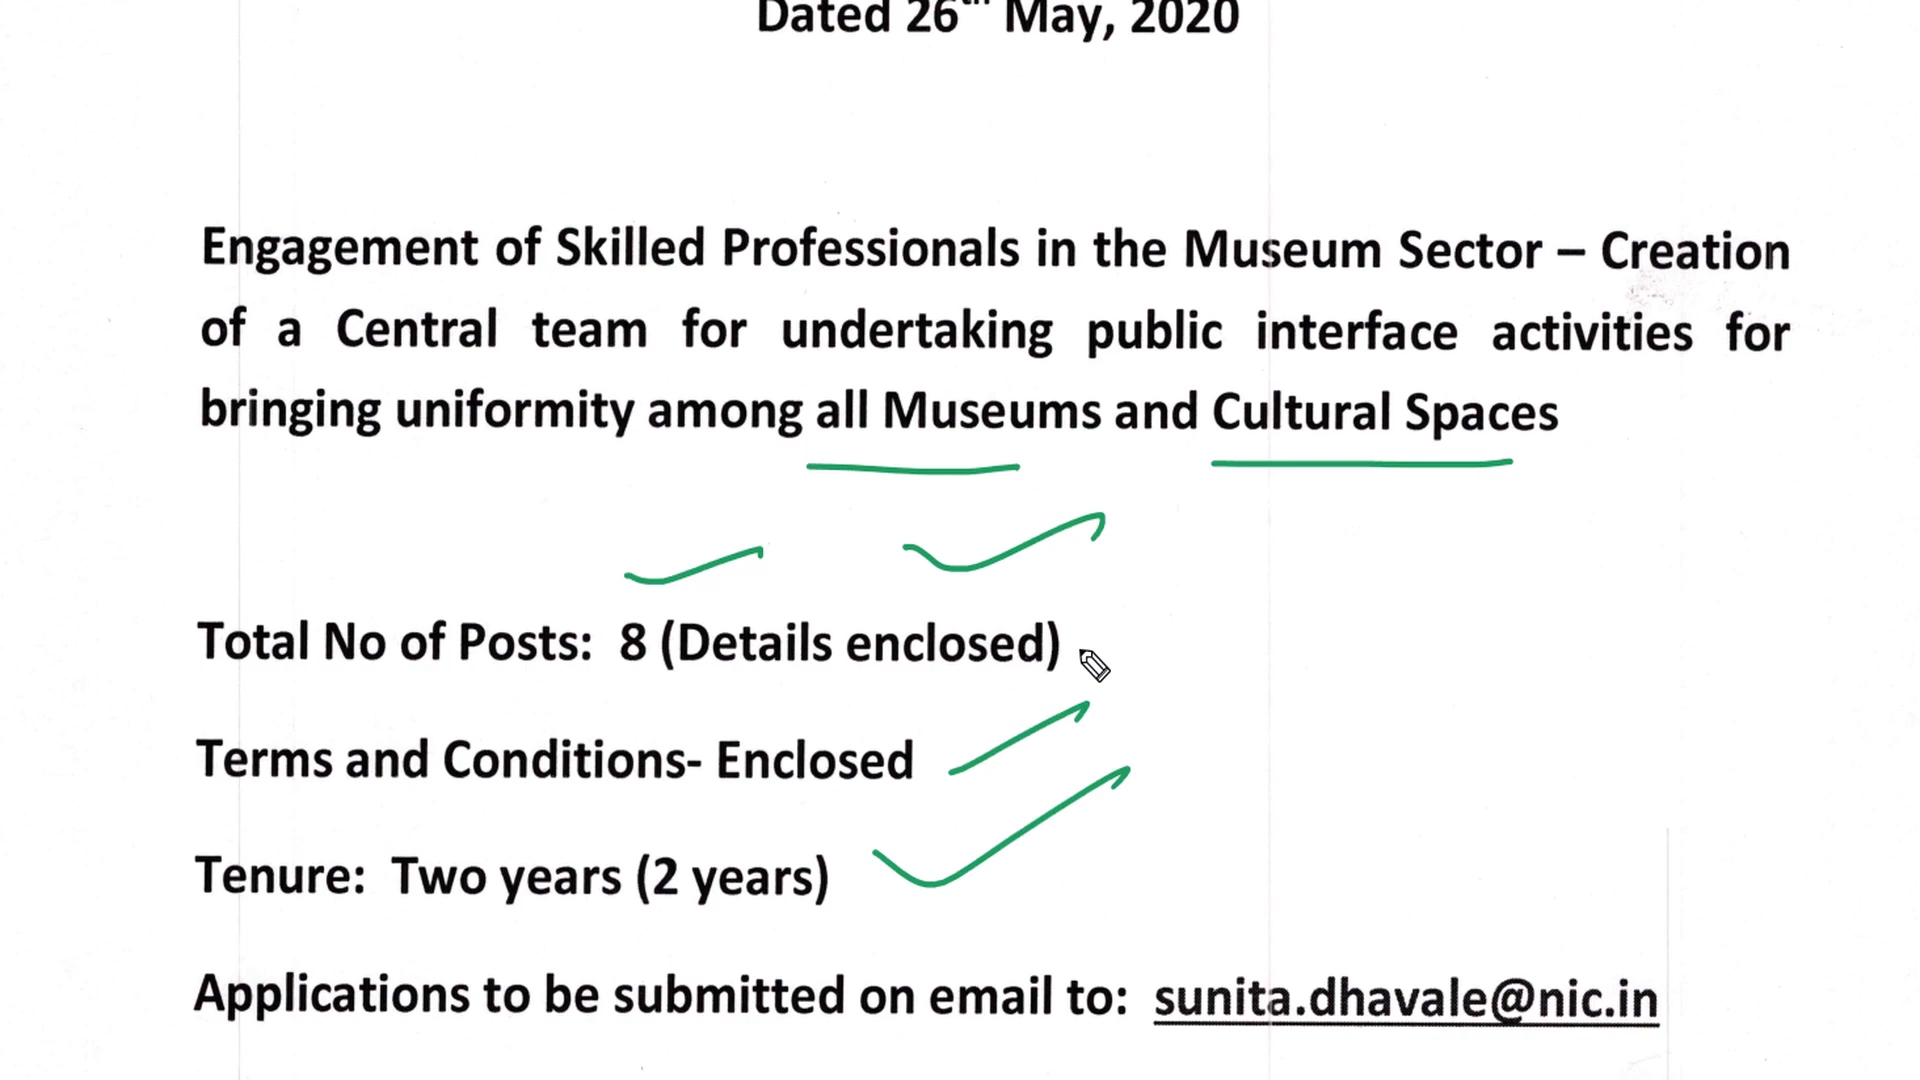 Dated 26th May, 2020
Engagement of Skilled Professionals in the Museum Sector – Creation
of a Central team for undertaking public interface activities for
bringing uniformity among all Museums and Cultural Spaces
Total No of Posts: 8 (Details enclosed)
Terms and Conditions- Enclosed
Tenure: Two years (2 years)
Applications to be submitted on email to: sunita.dhavale@nic.in